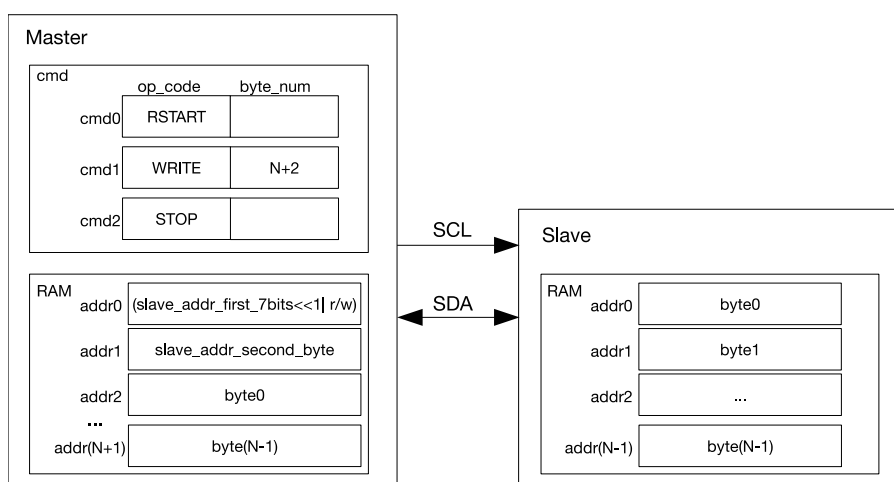 Master
cmd
op_code byte_num
cmd0 RSTART
cmd1 WRITE N+2
cmd2 STOP
RAM
addr0 (slave_addr_first_7bits<<1| r/w)
addr1 slave_addr_second_byte
addr2 byte0
...
addr(N+1) byte(N-1)
SCL
SDA
Slave
RAM
addr0 byte0
addr1 byte1
addr2 ...
addr(N-1) byte(N-1)